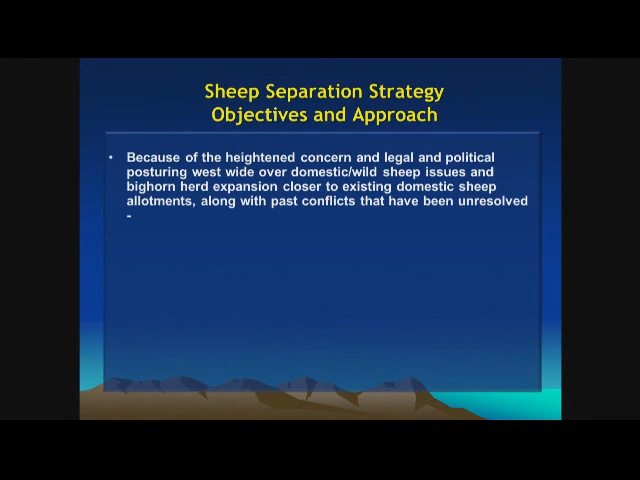 Sheep Separation Strategy
Objectives and Approach
• Because of the heightened concern and legal and political
posturing west wide over domestic/wild sheep issues and
bighorn herd expansion closer to existing domestic sheep
allotments, along with past conflicts that have been unresolved
-